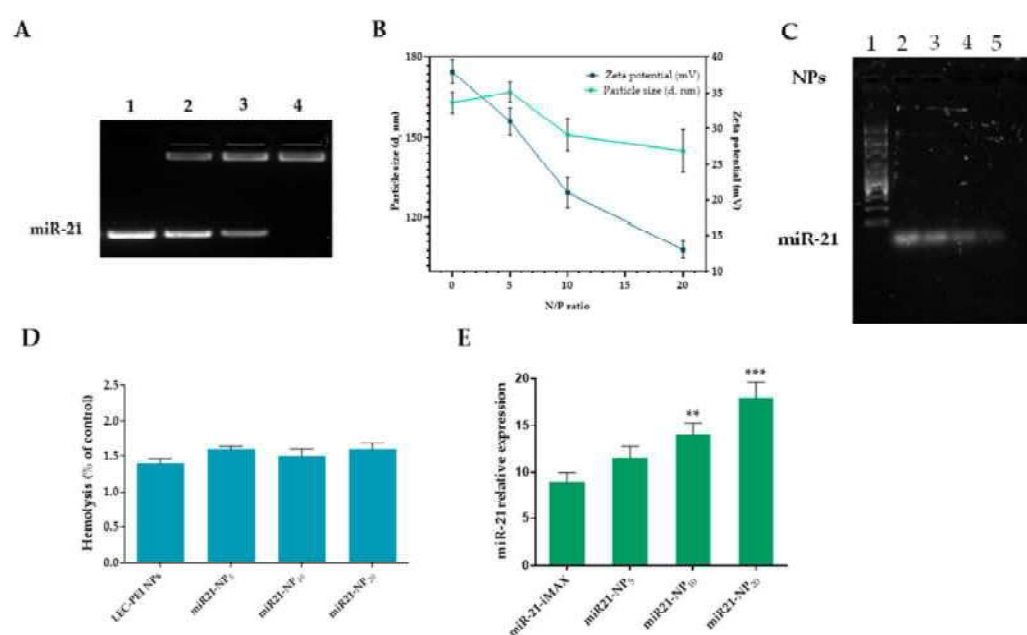 A
1 2 3 4
miR-21
B
180
150
120
Particle size (d, nm)
40
35
30
25
20
15
10
Zeta potential (mV)
Zeta potential (mV)
Particle size (d, nm)
0 5 10 15 20
N/P ratio
C
1 2 3 4 5
NPs
miR-21
D
2.5
2.0
1.5
1.0
0.5
0.0
Hemolysis (% of control)
LEC-PEI NPs
miR21-NP5
miR21-NP10
miR21-NP20
E
20
15
10
5
0
miR-21 relative expression
**
***
miR-21-iMAX
miR21-NP5
miR21-NP10
miR21-NP20